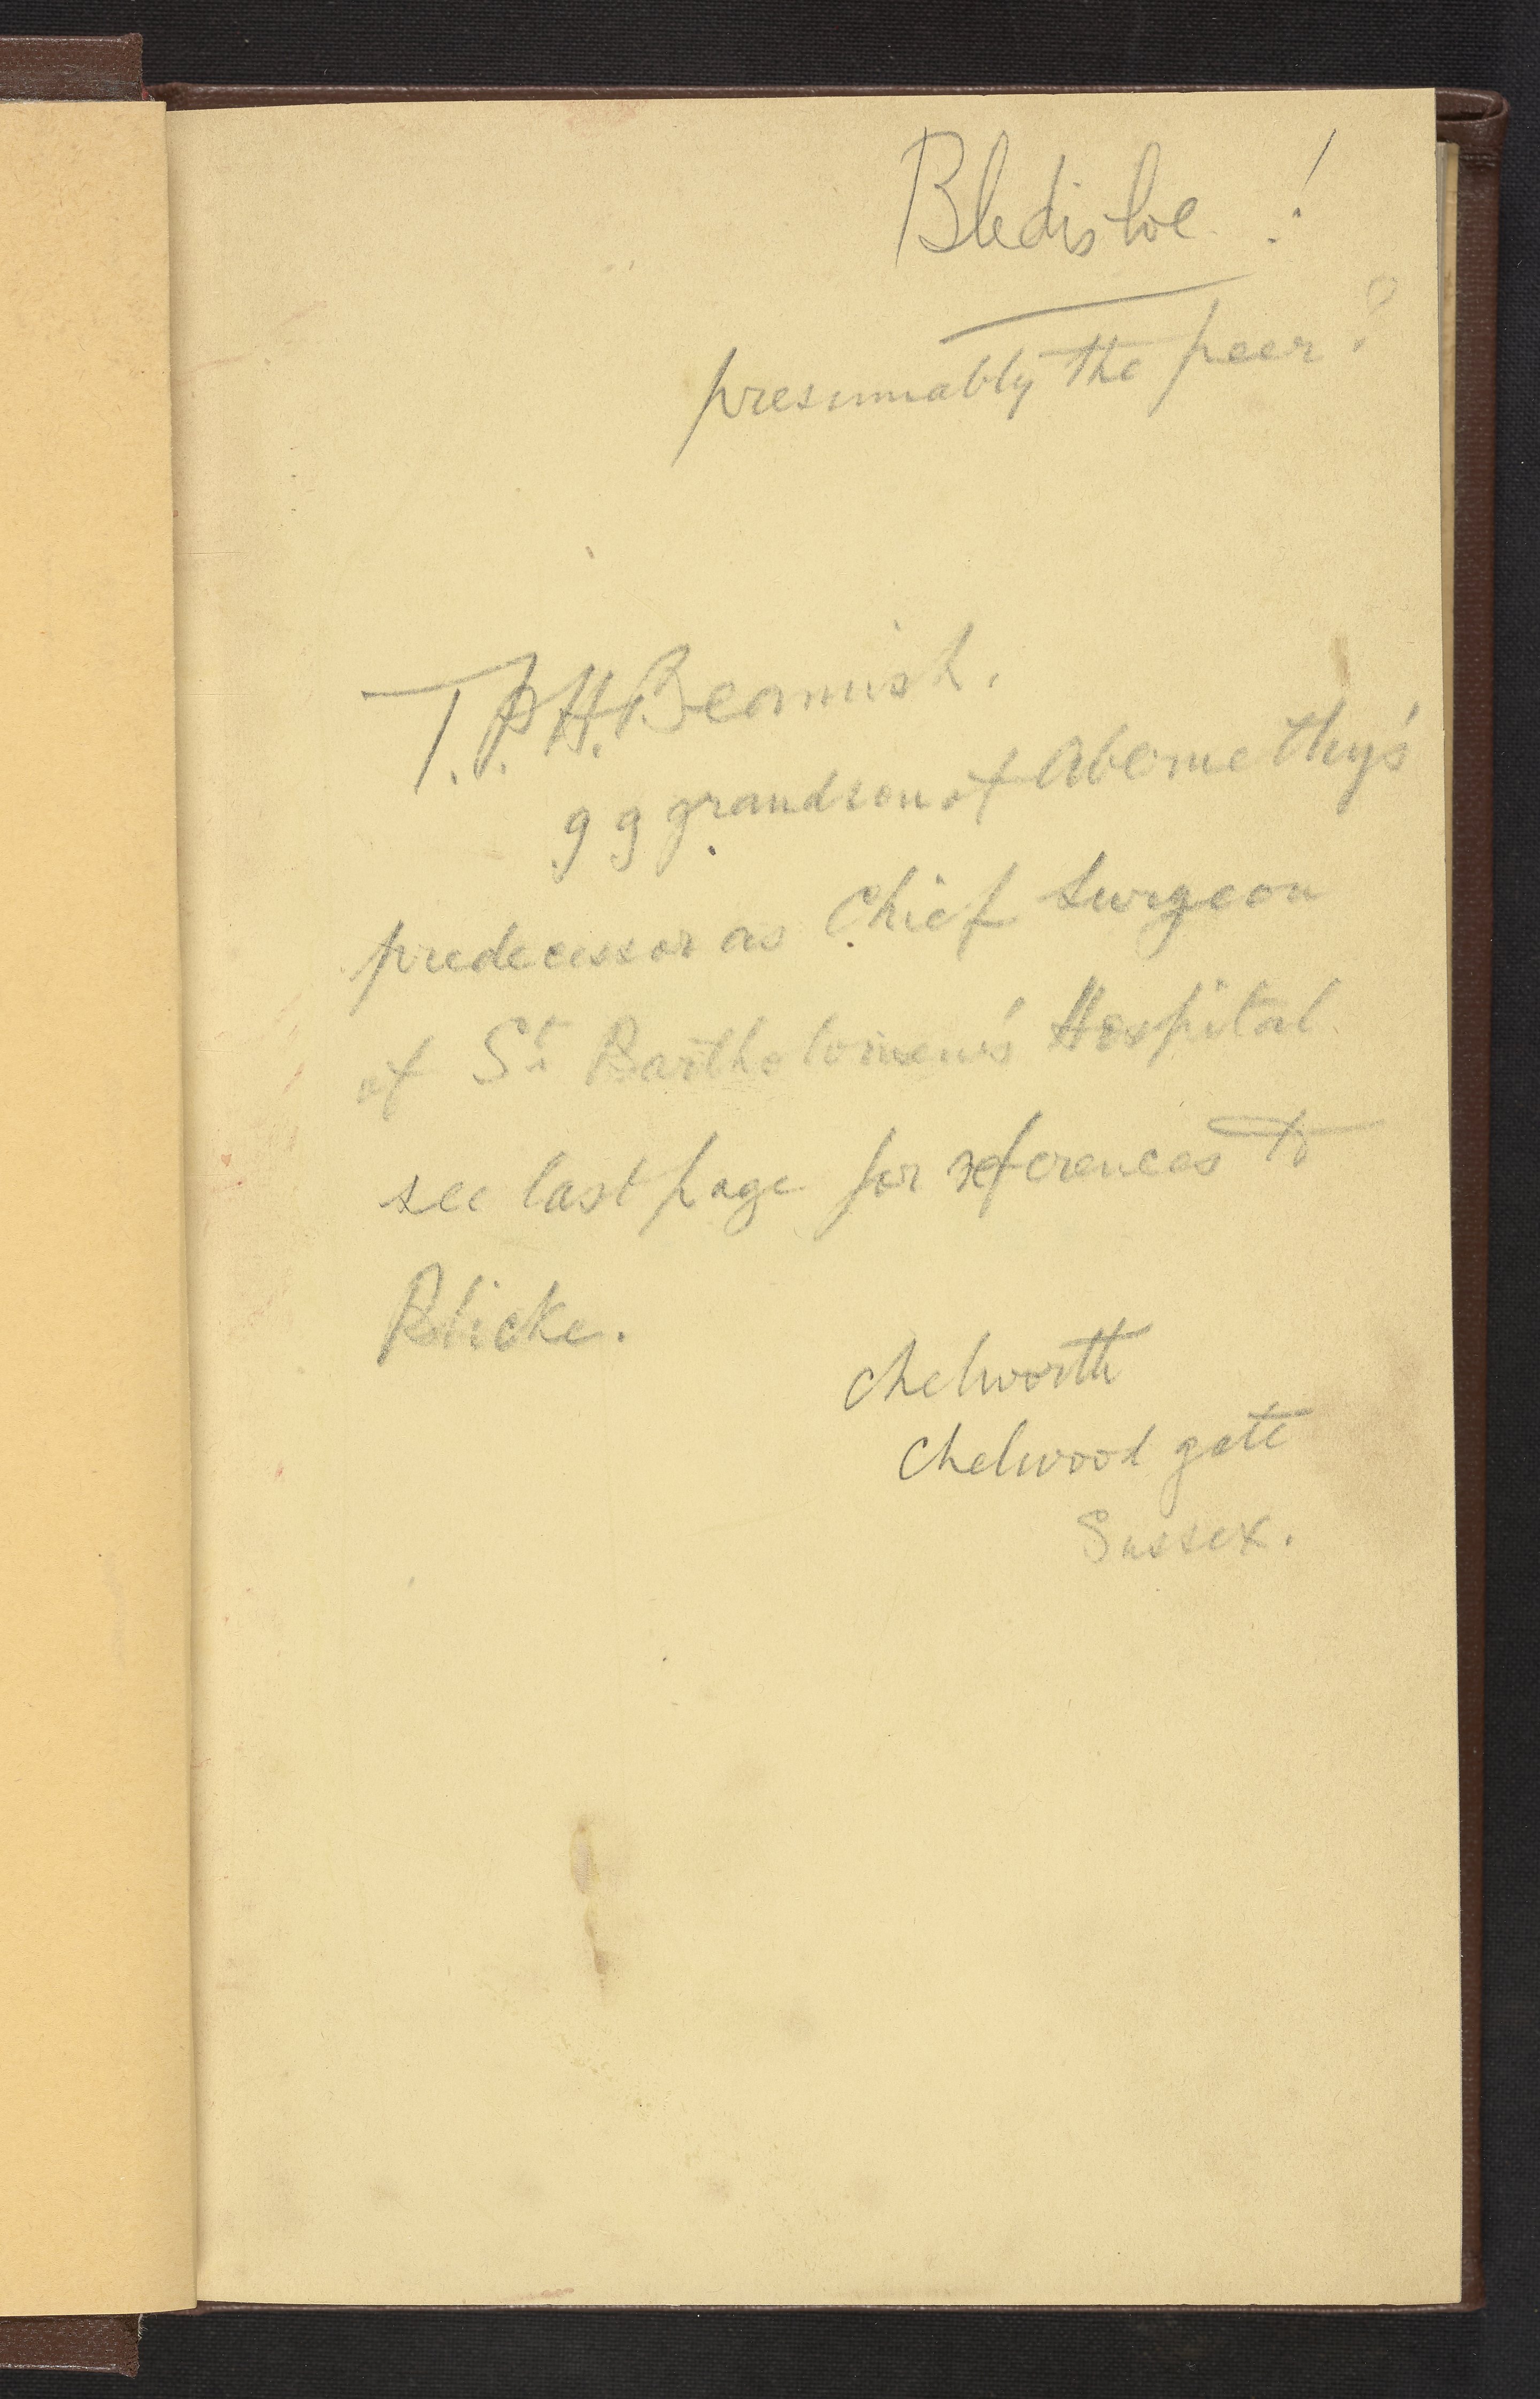 Bledisloe !
presumably the peer ?
T.P.H. Beamish.
g g grandson of Abernethy's
predecessor as Chief Surgeon
of St. Bartholomew's Hospital.
see last page for references to
Blicke.
Chelworth
Chelwood gate
Sussex.